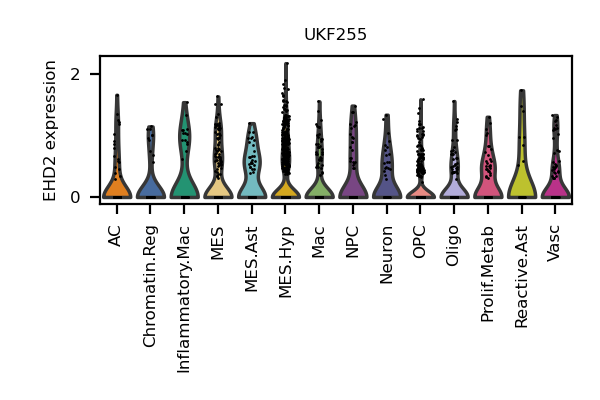 UKF255
EHD2 expression
2
0
AC
Chromatin.Reg
Inflammatory.Mac
MES
MES.Ast
MES.Hyp
Mac
NPC
Neuron
OPC
Oligo
Prolif.Metab
Reactive.Ast
Vasc